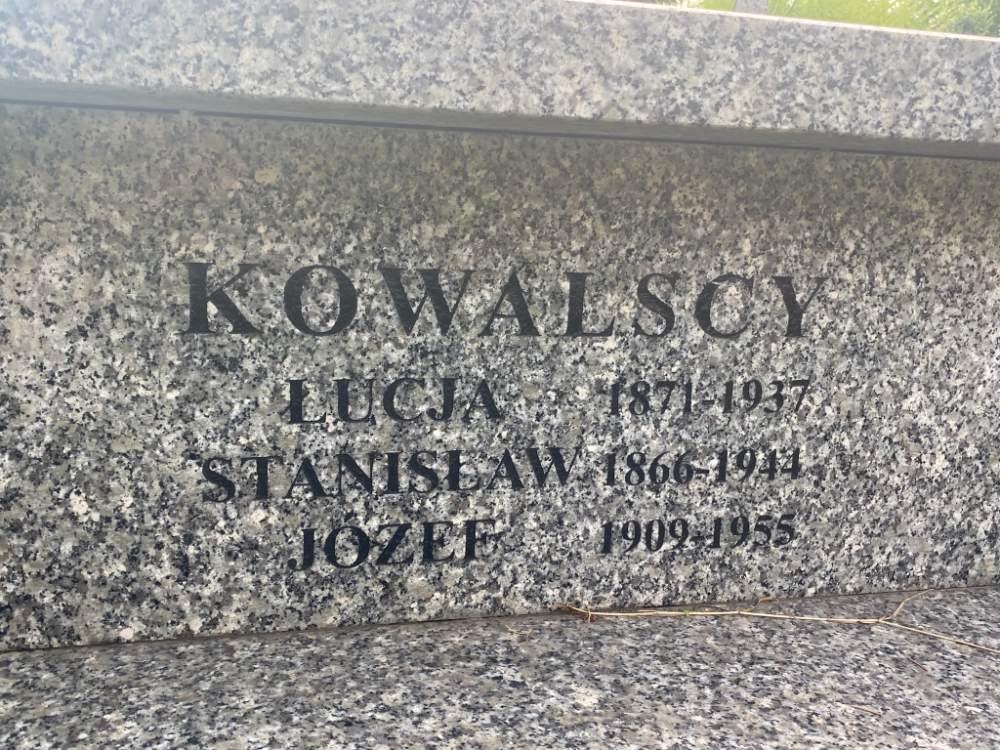 KOWALSCY
ŁUCJA 1871-1937
STANISŁAW 1866-1944
JÓZEF 1909-1955